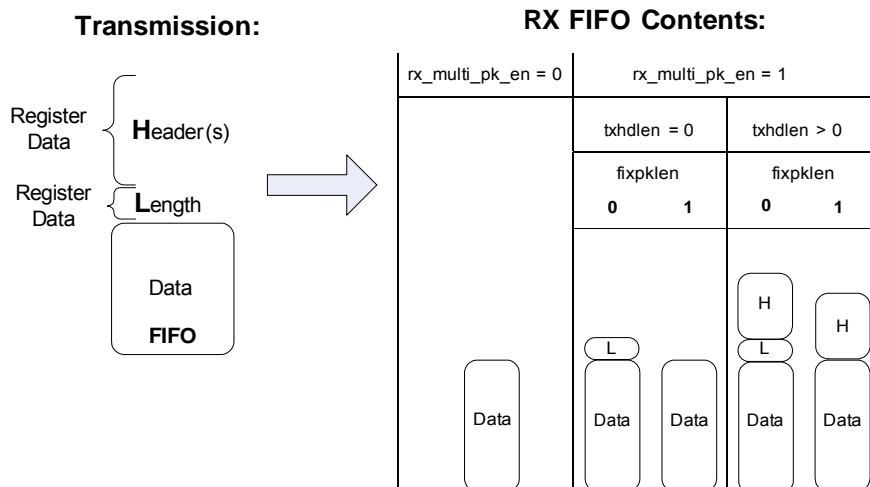 Transmission:
RX FIFO Contents:
rx_multi_pk_en = 0
rx_multi_pk_en = 1
Register
Data
Header(s)
txhdlen = 0
txhdlen > 0
Register
Data
Length
fixpklen
fixpklen
0 1
0 1
Data
FIFO
H
H
L
L
Data
Data
Data
Data
Data